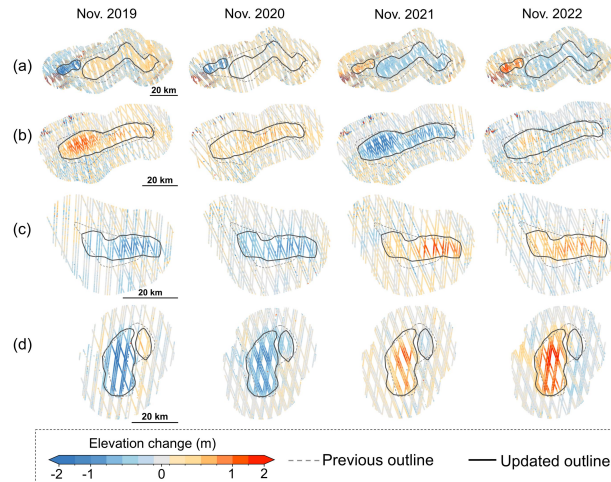 Nov. 2019 Nov. 2020 Nov. 2021 Nov. 2022
(a)
20 km
(b)
20 km
(c)
20 km
(d)
20 km
Elevation change (m)
-2 -1 0 1 2
Previous outline
Updated outline